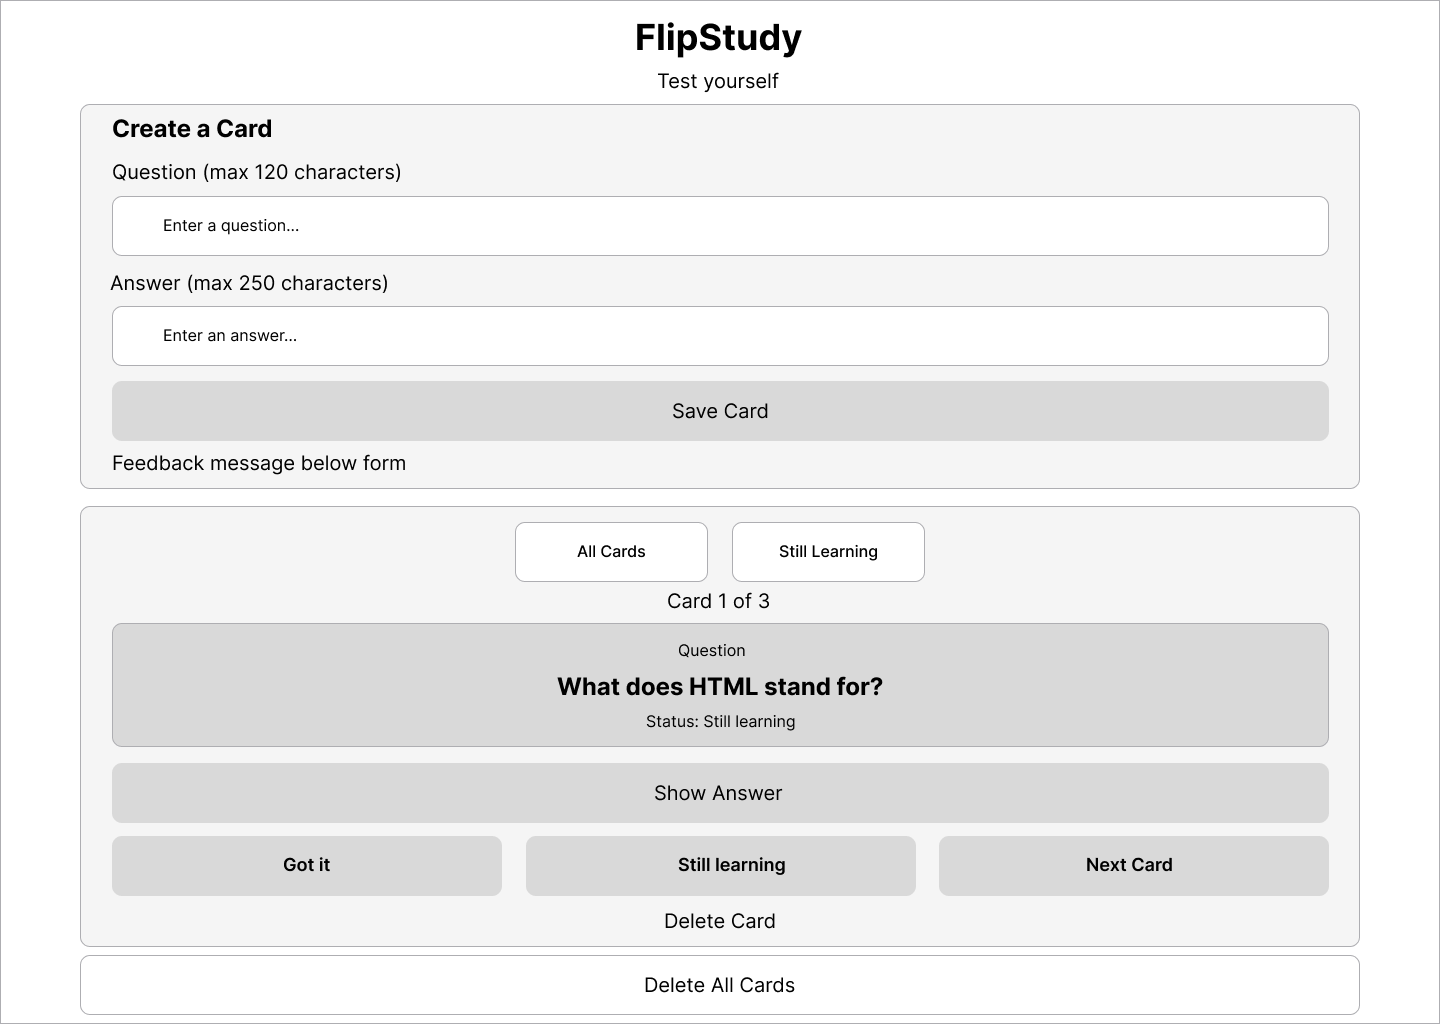 FlipStudy
Test yourself
Create a Card
Question (max 120 characters)
Enter a question...
Answer (max 250 characters)
Enter an answer...
Save Card
Feedback message below form
All Cards
Still Learning
Card 1 of 3
Question
What does HTML stand for?
Status: Still learning
Show Answer
Got it
Still learning
Next Card
Delete Card
Delete All Cards